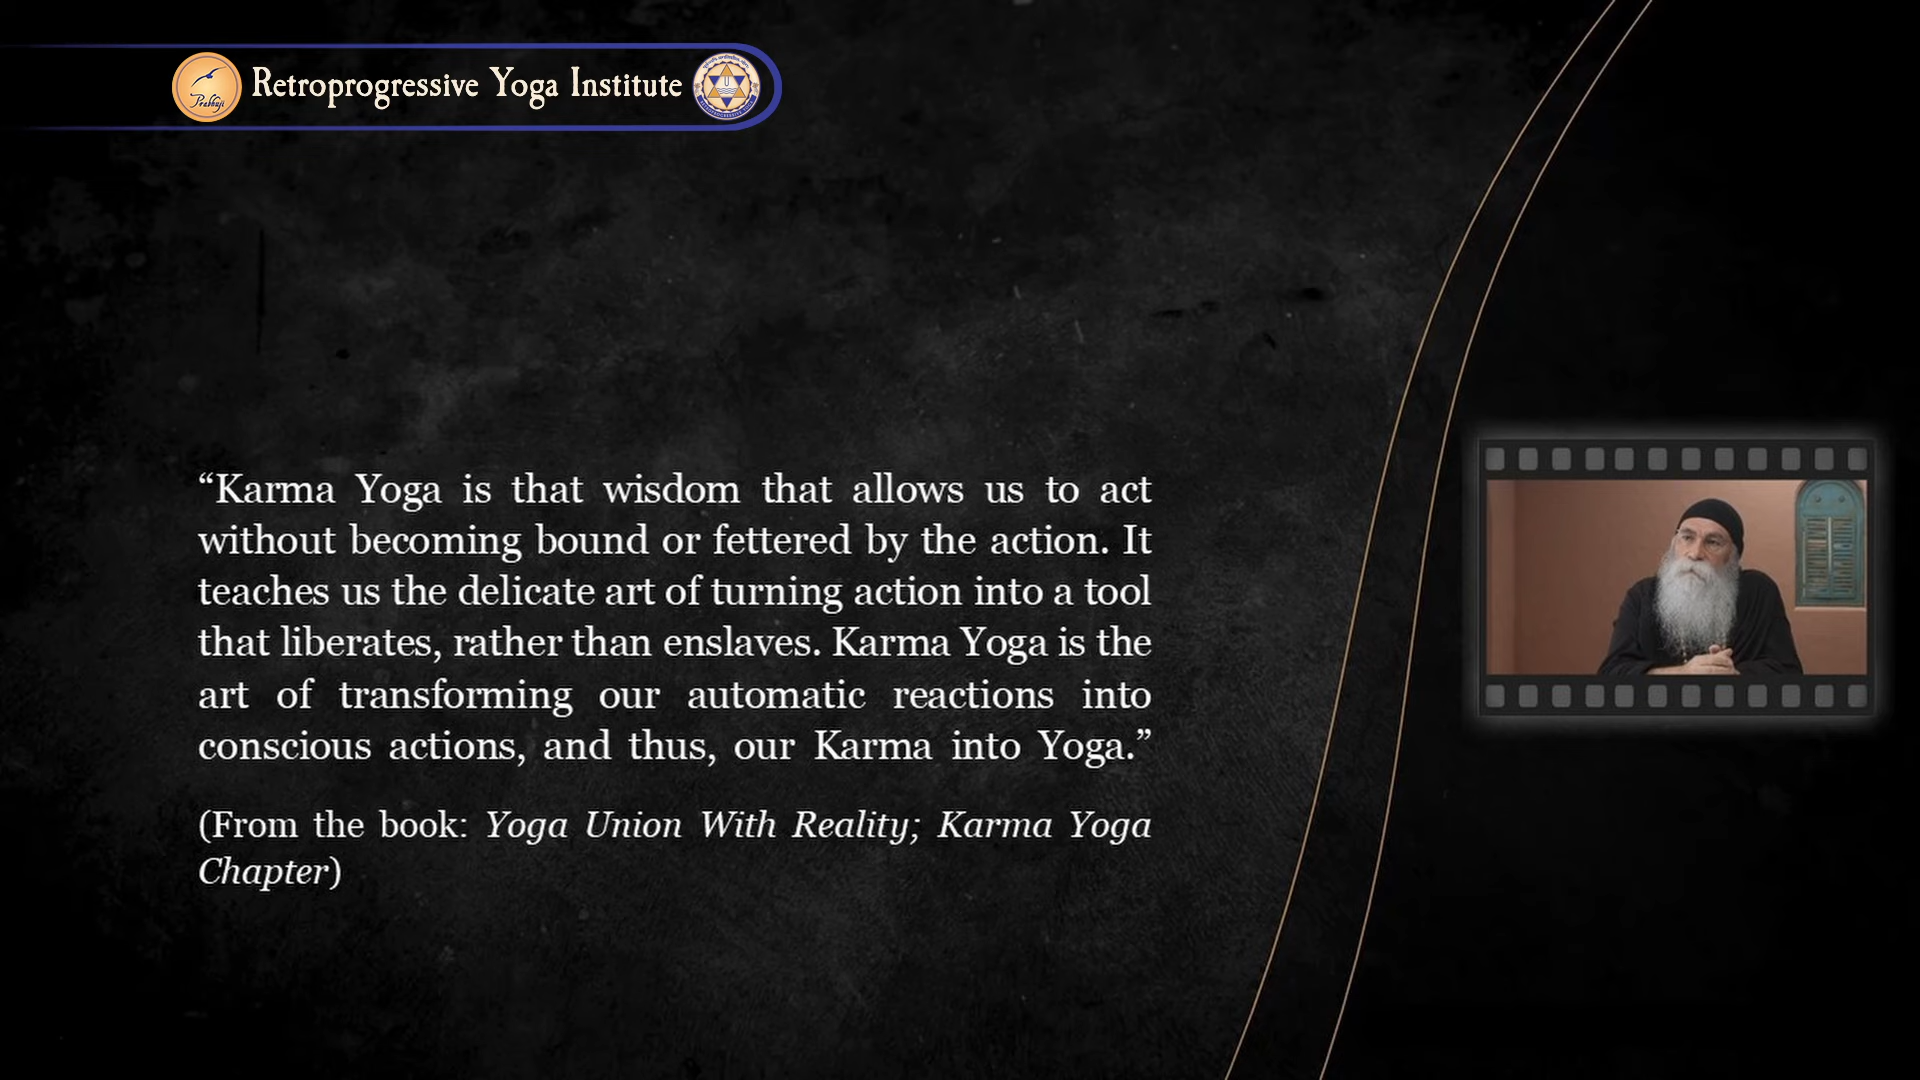 Prabhuji
Retroprogressive Yoga Institute
“Karma Yoga is that wisdom that allows us to act
without becoming bound or fettered by the action. It
teaches us the delicate art of turning action into a tool
that liberates, rather than enslaves. Karma Yoga is the
art of transforming our automatic reactions into
conscious actions, and thus, our Karma into Yoga.”
(From the book: Yoga Union With Reality; Karma Yoga
Chapter)